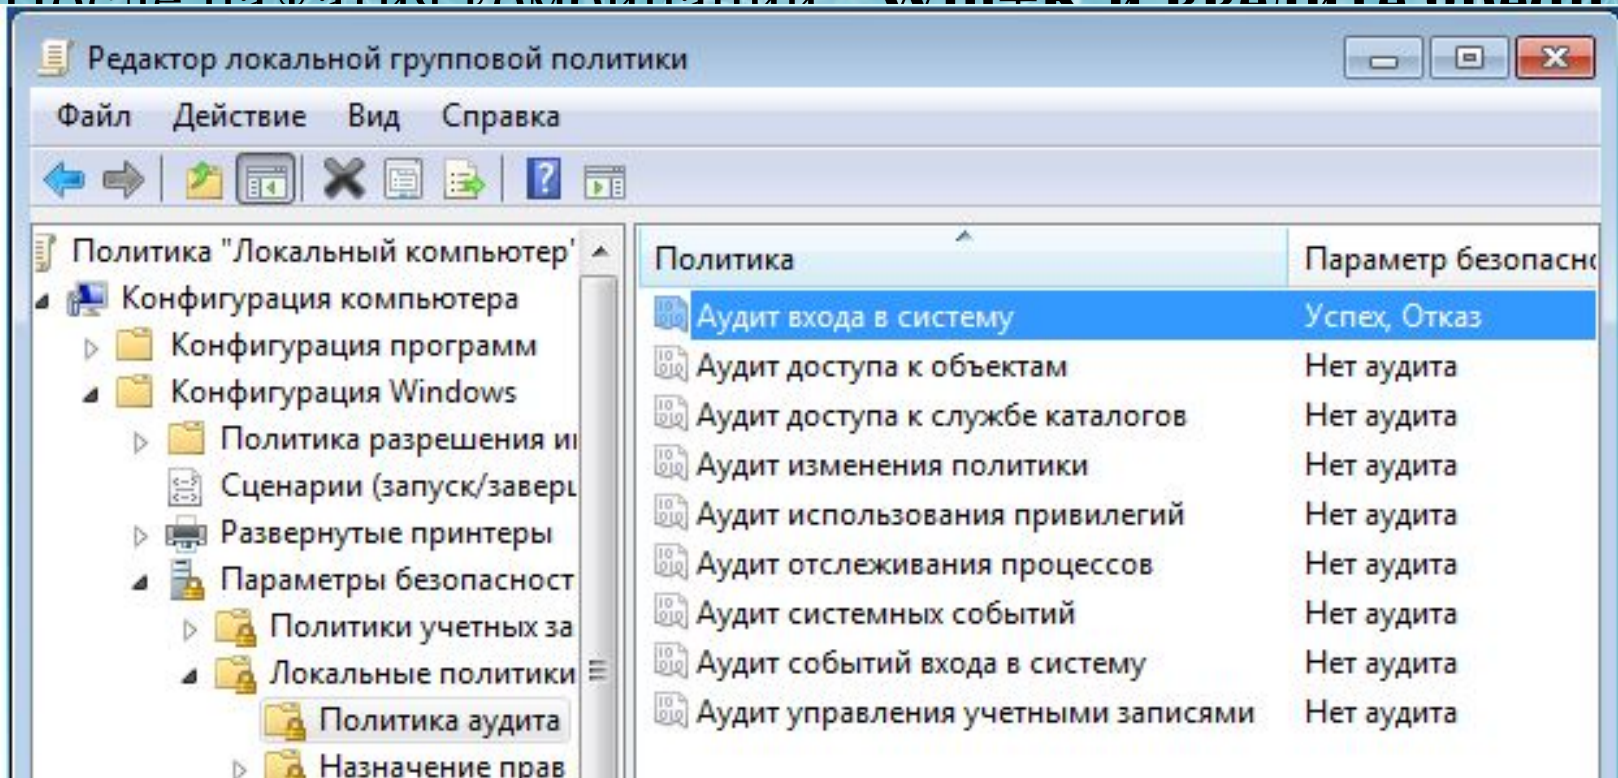 Редактор локальной групповой политики
Файл Действие Вид Справка
Политика "Локальный компьютер"
Конфигурация компьютера
Конфигурация программ
Конфигурация Windows
Политика разрешения
Сценарии (запуск/завер
Развернутые принтеры
Параметры безопасност
Политики учетных за
Локальные политики
Политика аудита
Назначение прав
Политика Параметр безопасн
Аудит входа в систему Успех, Отказ
Аудит доступа к объектам Нет аудита
Аудит доступа к службе каталогов Нет аудита
Аудит изменения политики Нет аудита
Аудит использования привилегий Нет аудита
Аудит отслеживания процессов Нет аудита
Аудит системных событий Нет аудита
Аудит событий входа в систему Нет аудита
Аудит управления учетными записями Нет аудита